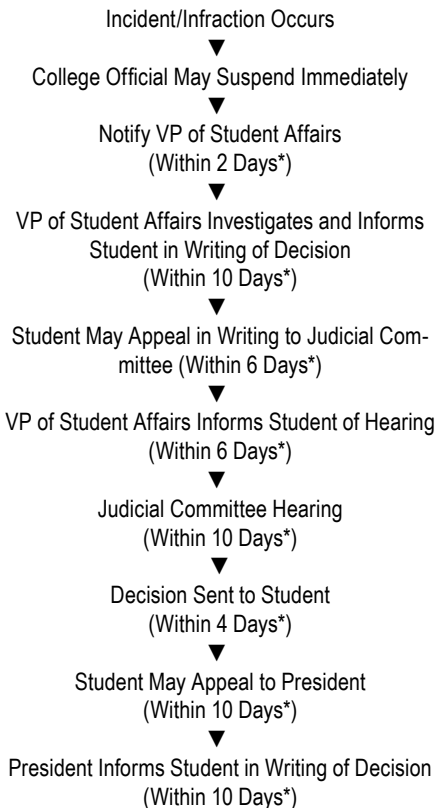 Incident/Infraction Occurs
▼
College Official May Suspend Immediately
▼
Notify VP of Student Affairs
(Within 2 Days*)
▼
VP of Student Affairs Investigates and Informs
Student in Writing of Decision
(Within 10 Days*)
▼
Student May Appeal in Writing to Judicial Com-
mittee (Within 6 Days*)
▼
VP of Student Affairs Informs Student of Hearing
(Within 6 Days*)
▼
Judicial Committee Hearing
(Within 10 Days*)
▼
Decision Sent to Student
(Within 4 Days*)
▼
Student May Appeal to President
(Within 10 Days*)
▼
President Informs Student in Writing of Decision
(Within 10 Days*)